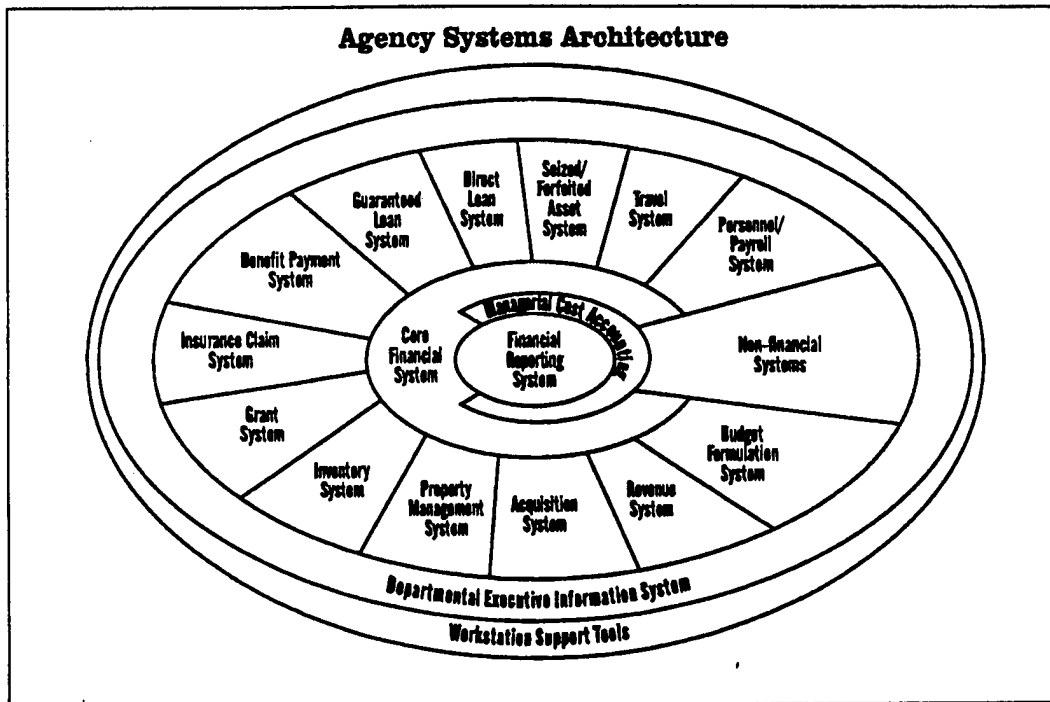 Agency Systems Architecture
Seized/
Forfeited
Asset
System
Direct
Loan
System
Travel
System
Guaranteed
Loan
System
Personnel/
Payroll
System
Benefit Payment
System
Managerial Cost Accounting
Insurance Claim
System
Core
Financial
System
Financial
Reporting
System
Non-financial
Systems
Grant
System
Budget
Formulation
System
Inventory
System
Property
Management
System
Acquisition
System
Revenue
System
Departmental Executive Information System
Workstation Support Tools